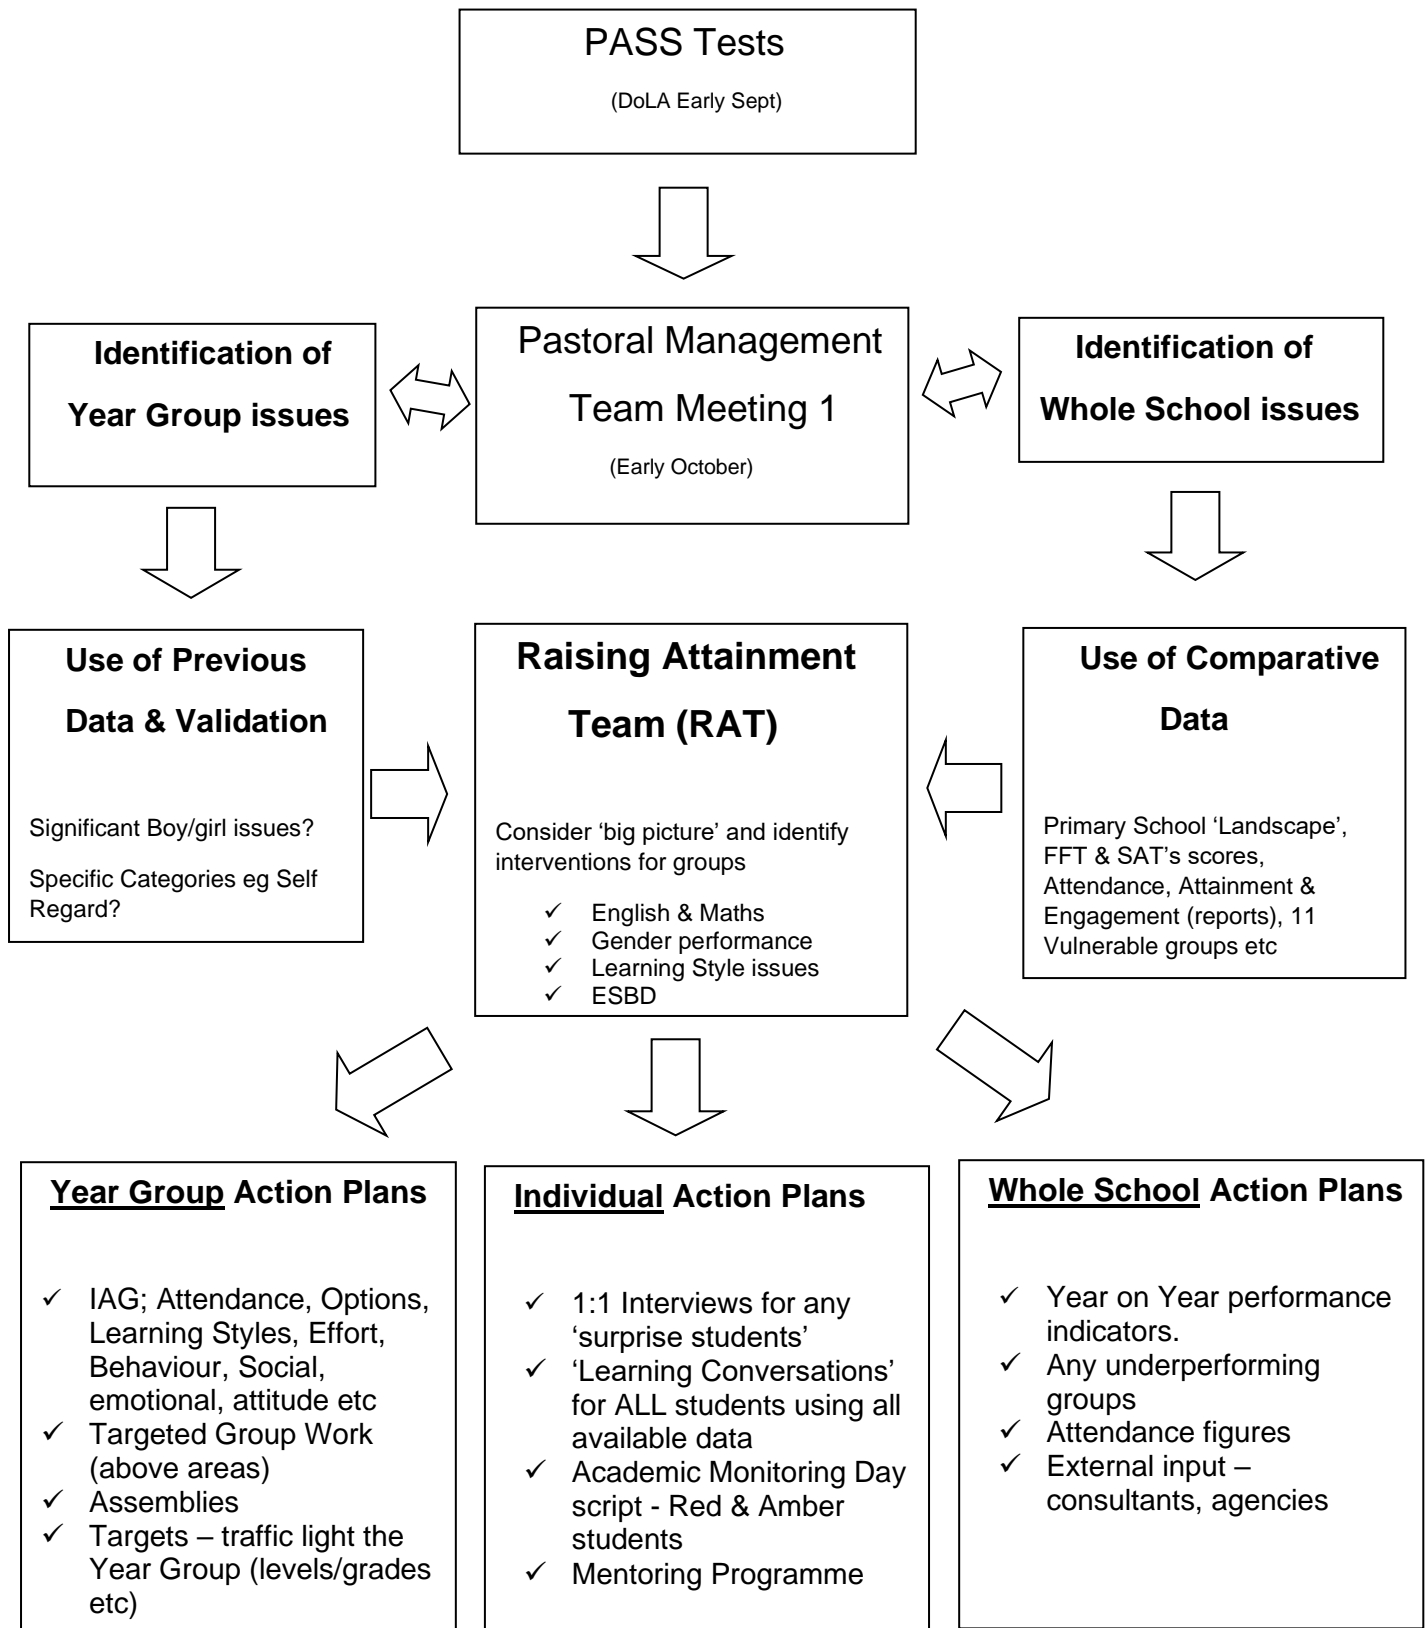 PASS Tests
(DoLA Early Sept)
Identification of
Year Group issues
Pastoral Management
Team Meeting 1
(Early October)
Identification of
Whole School issues
Use of Previous
Data & Validation
Significant Boy/girl issues?
Specific Categories eg Self
Regard?
Raising Attainment
Team (RAT)
Consider ‘big picture’ and identify
interventions for groups
✓ English & Maths
✓ Gender performance
✓ Learning Style issues
✓ ESBD
Use of Comparative
Data
Primary School ‘Landscape’,
FFT & SAT’s scores,
Attendance, Attainment &
Engagement (reports), 11
Vulnerable groups etc
Year Group Action Plans
✓ IAG; Attendance, Options,
Learning Styles, Effort,
Behaviour, Social,
emotional, attitude etc
✓ Targeted Group Work
(above areas)
✓ Assemblies
✓ Targets – traffic light the
Year Group (levels/grades
etc)
Individual Action Plans
✓ 1:1 Interviews for any
‘surprise students’
✓ ‘Learning Conversations’
for ALL students using all
available data
✓ Academic Monitoring Day
script - Red & Amber
students
✓ Mentoring Programme
Whole School Action Plans
✓ Year on Year performance
indicators.
✓ Any underperforming
groups
✓ Attendance figures
✓ External input –
consultants, agencies